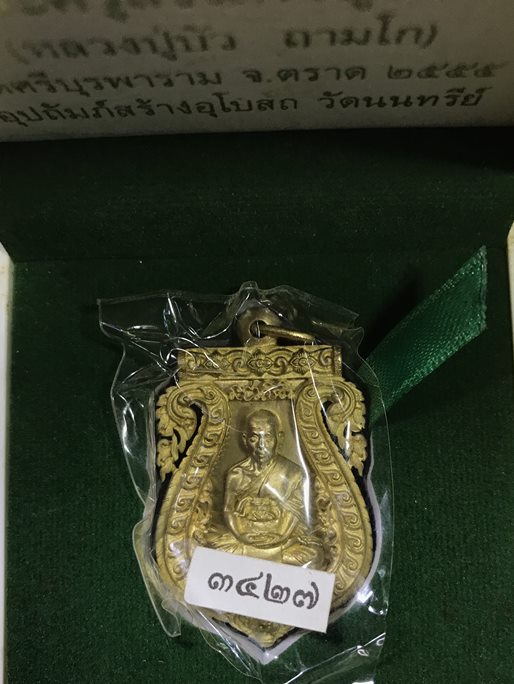 (หลวงปู่บัว ถามโก)
ศรีบุรพาราม จ.ตราด ๒๕๕๕
อุปถัมภ์สร้างอุโบสถ วัดนนทรีย์
๓๔๒๗